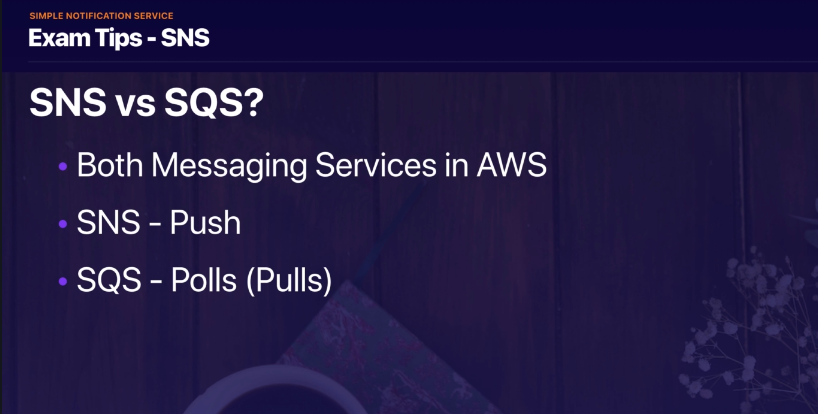 SIMPLE NOTIFICATION SERVICE
Exam Tips - SNS
SNS vs SQS?
• Both Messaging Services in AWS
• SNS - Push
• SQS - Polls (Pulls)